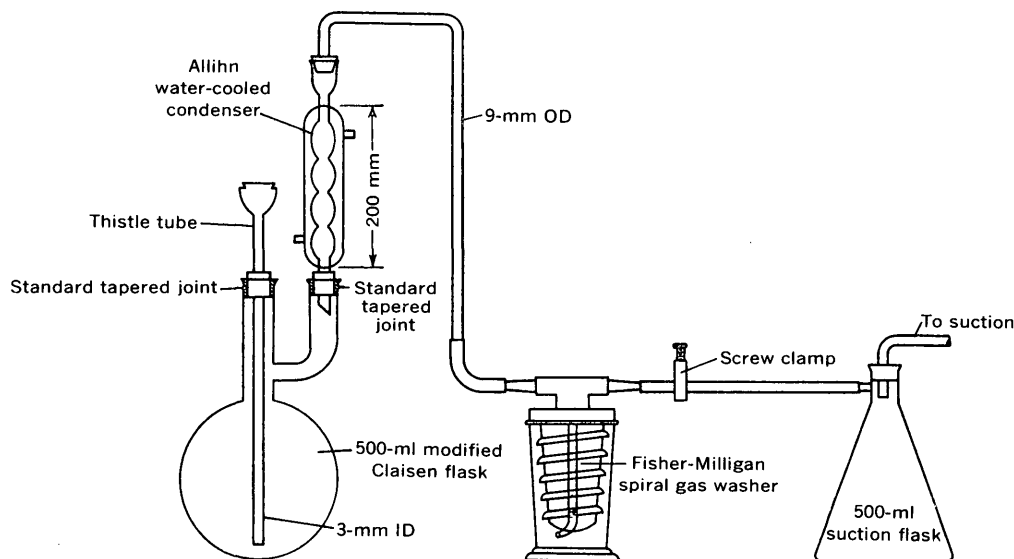 Allihn
water-cooled
condenser
9-mm OD
200 mm
Thistle tube
Standard tapered joint
Standard
tapered
joint
To suction
Screw clamp
500-ml modified
Claisen flask
Fisher-Milligan
spiral gas washer
3-mm ID
500-ml
suction flask